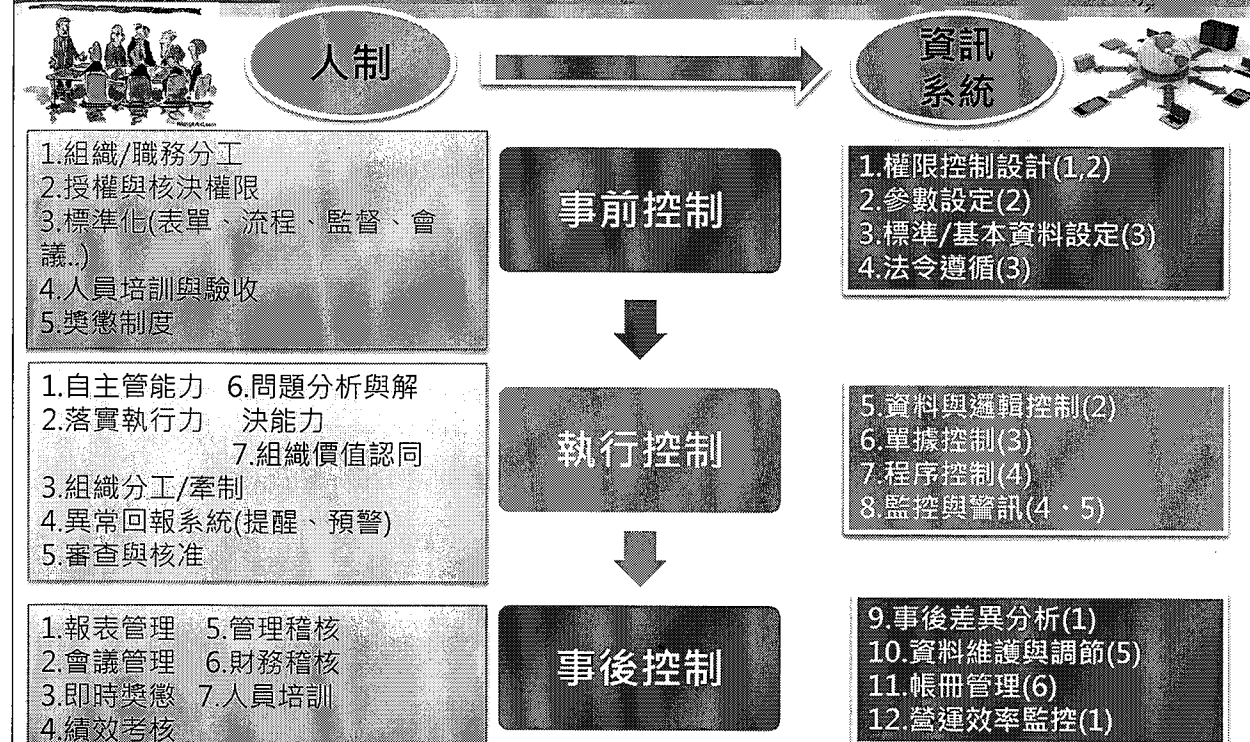 人制
資訊
系統
1.組織/職務分工
2.授權與核決權限
3.標準化(表單、流程、監督、會
議..)
4.人員培訓與驗收
5.獎懲制度
事前控制
1.權限控制設計(1,2)
2.參數設定(2)
3.標準/基本資料設定(3)
4.法令遵循(3)
1.自主管能力 6.問題分析與解
2.落實執行力 決能力
7.組織價值認同
3.組織分工/牽制
4.異常回報系統(提醒、預警)
5.審查與核准
執行控制
5.資料與邏輯控制(2)
6.單據控制(3)
7.程序控制(4)
8.監控與警訊(4、5)
1.報表管理 5.管理稽核
2.會議管理 6.財務稽核
3.即時獎懲 7.人員培訓
4.績效考核
事後控制
9.事後差異分析(1)
10.資料維護與調節(5)
11.帳冊管理(6)
12.營運效率監控(1)